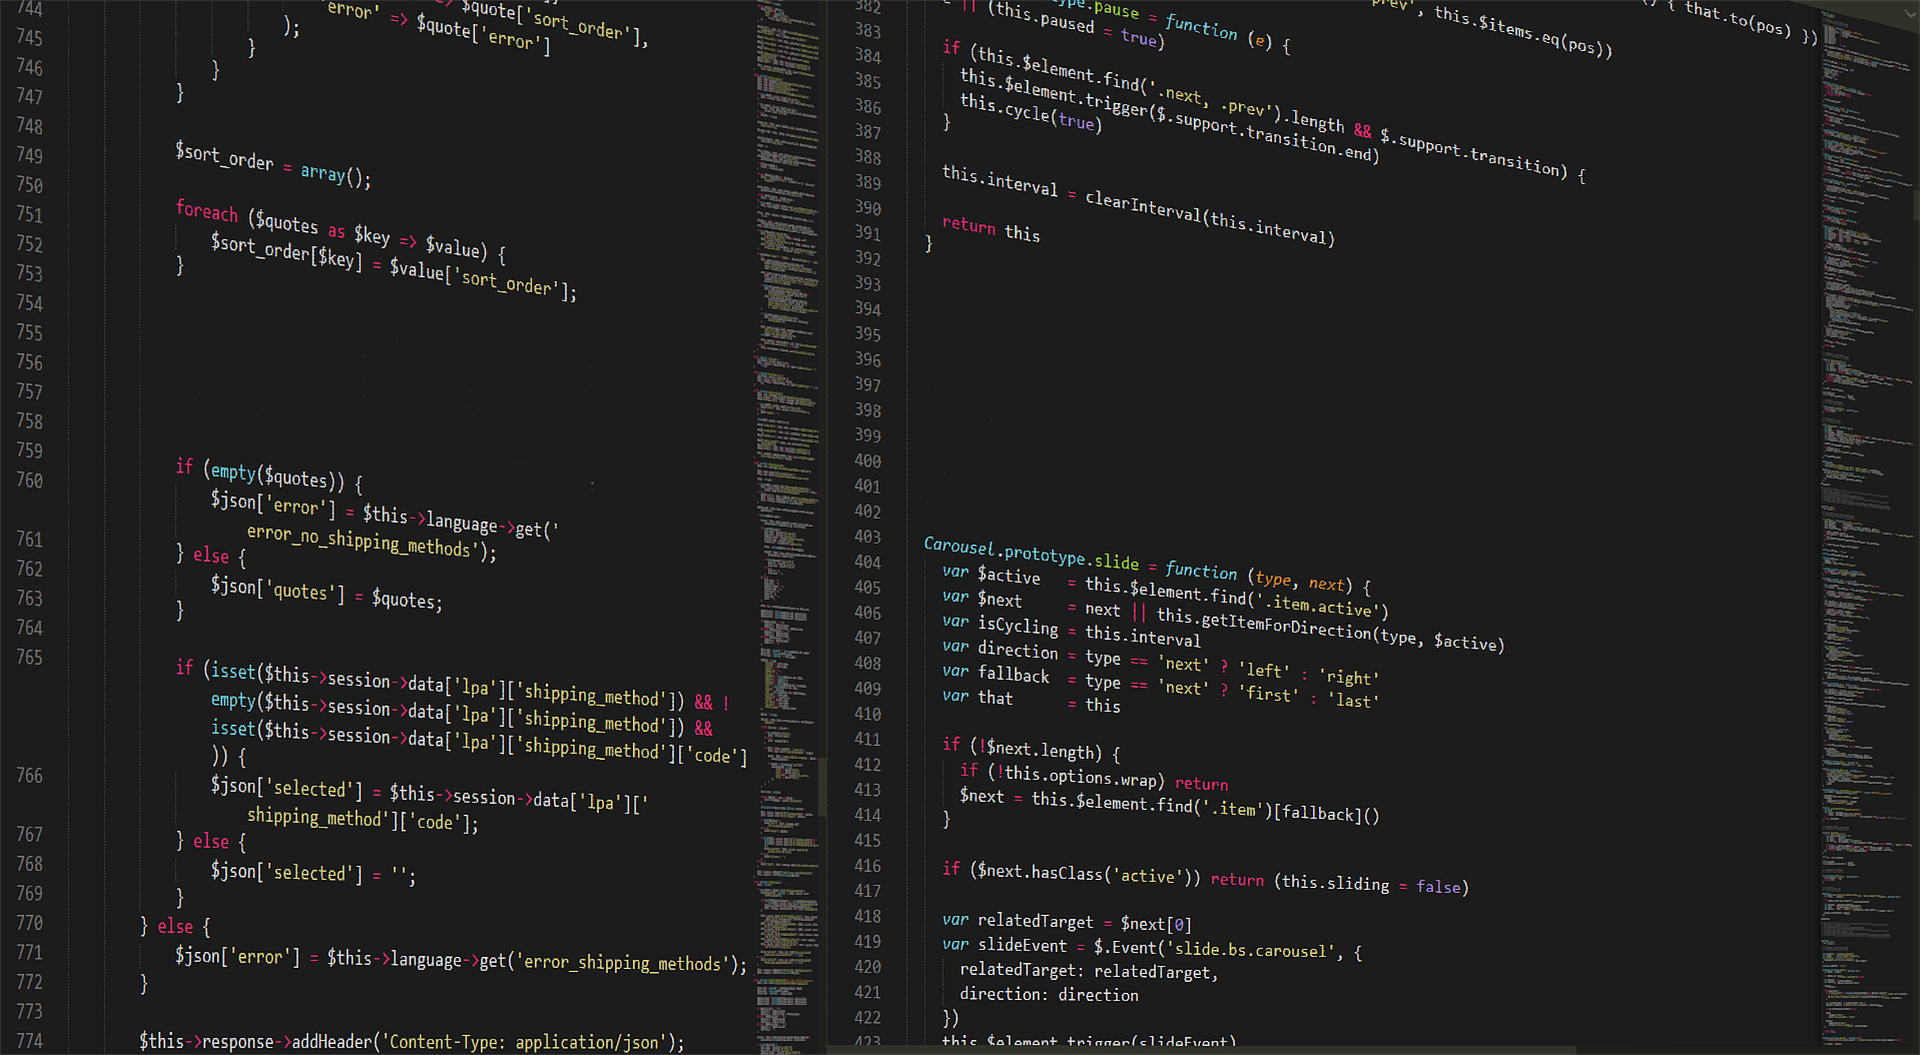 744
745
746
747
748
749
750
751
752
753
754
755
756
757
758
759
760
761
762
763
764
765
766
767
768
769
770
771
772
773
774
'error' => $quote['sort_order'],
=> $quote['error']
);
}
}
}
$sort_order = array();
foreach ($quotes as $key => $value) {
$sort_order[$key] = $value['sort_order'];
}
if (empty($quotes)) {
$json['error'] = $this->language->get('
error_no_shipping_methods');
} else {
$json['quotes'] = $quotes;
}
if (isset($this->session->data['lpa']['shipping_method']) && !
empty($this->session->data['lpa']['shipping_method']) &&
isset($this->session->data['lpa']['shipping_method']['code']
)) {
$json['selected'] = $this->session->data['lpa']['
shipping_method']['code'];
} else {
$json['selected'] = '';
}
} else {
$json['error'] = $this->language->get('error_shipping_methods');
}
$this->response->addHeader('Content-Type: application/json');
382
383
384
385
386
387
388
389
390
391
392
393
394
395
396
397
398
399
400
401
402
403
404
405
406
407
408
409
410
411
412
413
414
415
416
417
418
419
420
421
422
423
', this.$items.eq(pos))
{ that.to(pos) })
.pause = function (e) {
|| (this.paused = true)
if (this.$element.find('.next, .prev').length && $.support.transition) {
this.$element.trigger($.support.transition.end)
this.cycle(true)
}
this.interval = clearInterval(this.interval)
return this
}
Carousel.prototype.slide = function (type, next) {
var $active = this.$element.find('.item.active')
var $next = next || this.getItemForDirection(type, $active)
var isCycling = this.interval
var direction = type == 'next' ? 'left' : 'right'
var fallback = type == 'next' ? 'first' : 'last'
var that = this
if (!$next.length) {
if (!this.options.wrap) return
$next = this.$element.find('.item')[fallback]()
}
if ($next.hasClass('active')) return (this.sliding = false)
var relatedTarget = $next[0]
var slideEvent = $.Event('slide.bs.carousel', {
relatedTarget: relatedTarget,
direction: direction
})
this.$element.trigger(slideEvent)